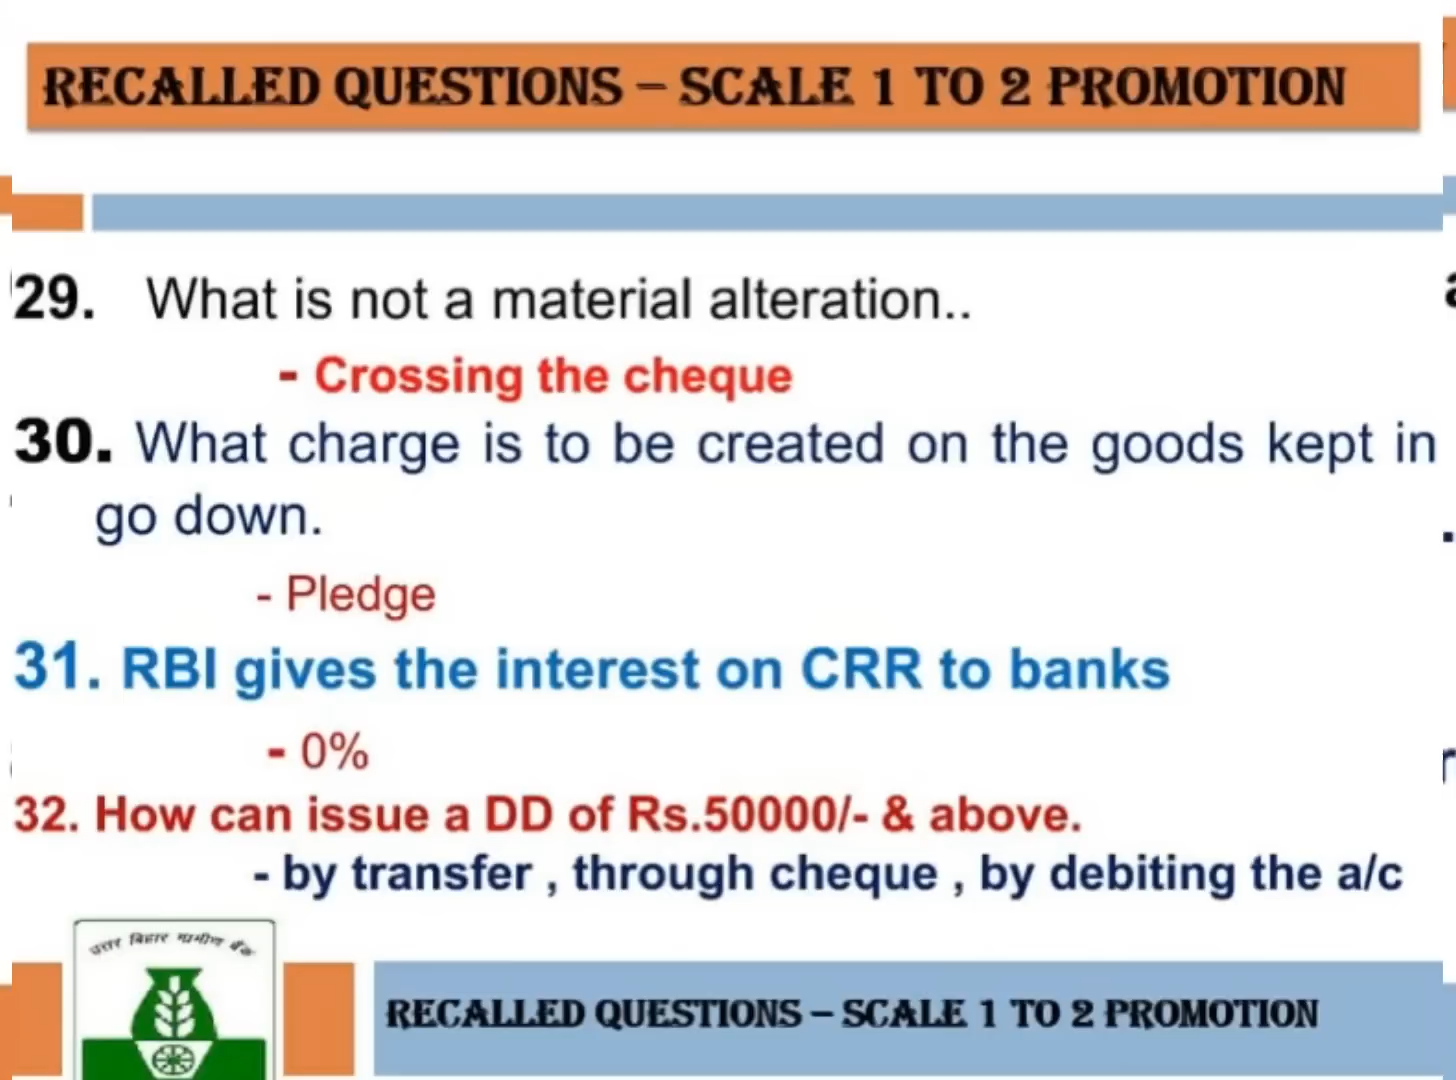 RECALLED QUESTIONS – SCALE 1 TO 2 PROMOTION
29. What is not a material alteration..
- Crossing the cheque
30. What charge is to be created on the goods kept in
go down.
- Pledge
31. RBI gives the interest on CRR to banks
- 0%
32. How can issue a DD of Rs.50000/- & above.
- by transfer , through cheque , by debiting the a/c
उत्तर बिहार ग्रामीण बैंक
RECALLED QUESTIONS – SCALE 1 TO 2 PROMOTION